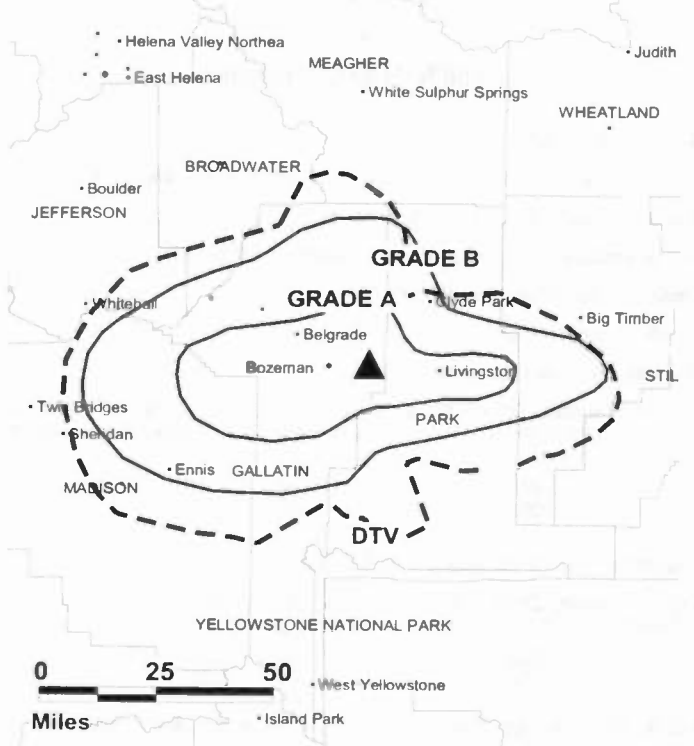 Helena Valley Northea
East Helena
MEAGHER
Judith
White Sulphur Springs
WHEATLAND
BROADWATER
Boulder
JEFFERSON
GRADE B
GRADE A
Whitehall
Clyde Park
Big Timber
Belgrade
Bozeman
Livingston
STIL
Twin Bridges
PARK
Sheridan
Ennis GALLATIN
MADISON
DTV
YELLOWSTONE NATIONAL PARK
0 25 50
Miles
West Yellowstone
Island Park